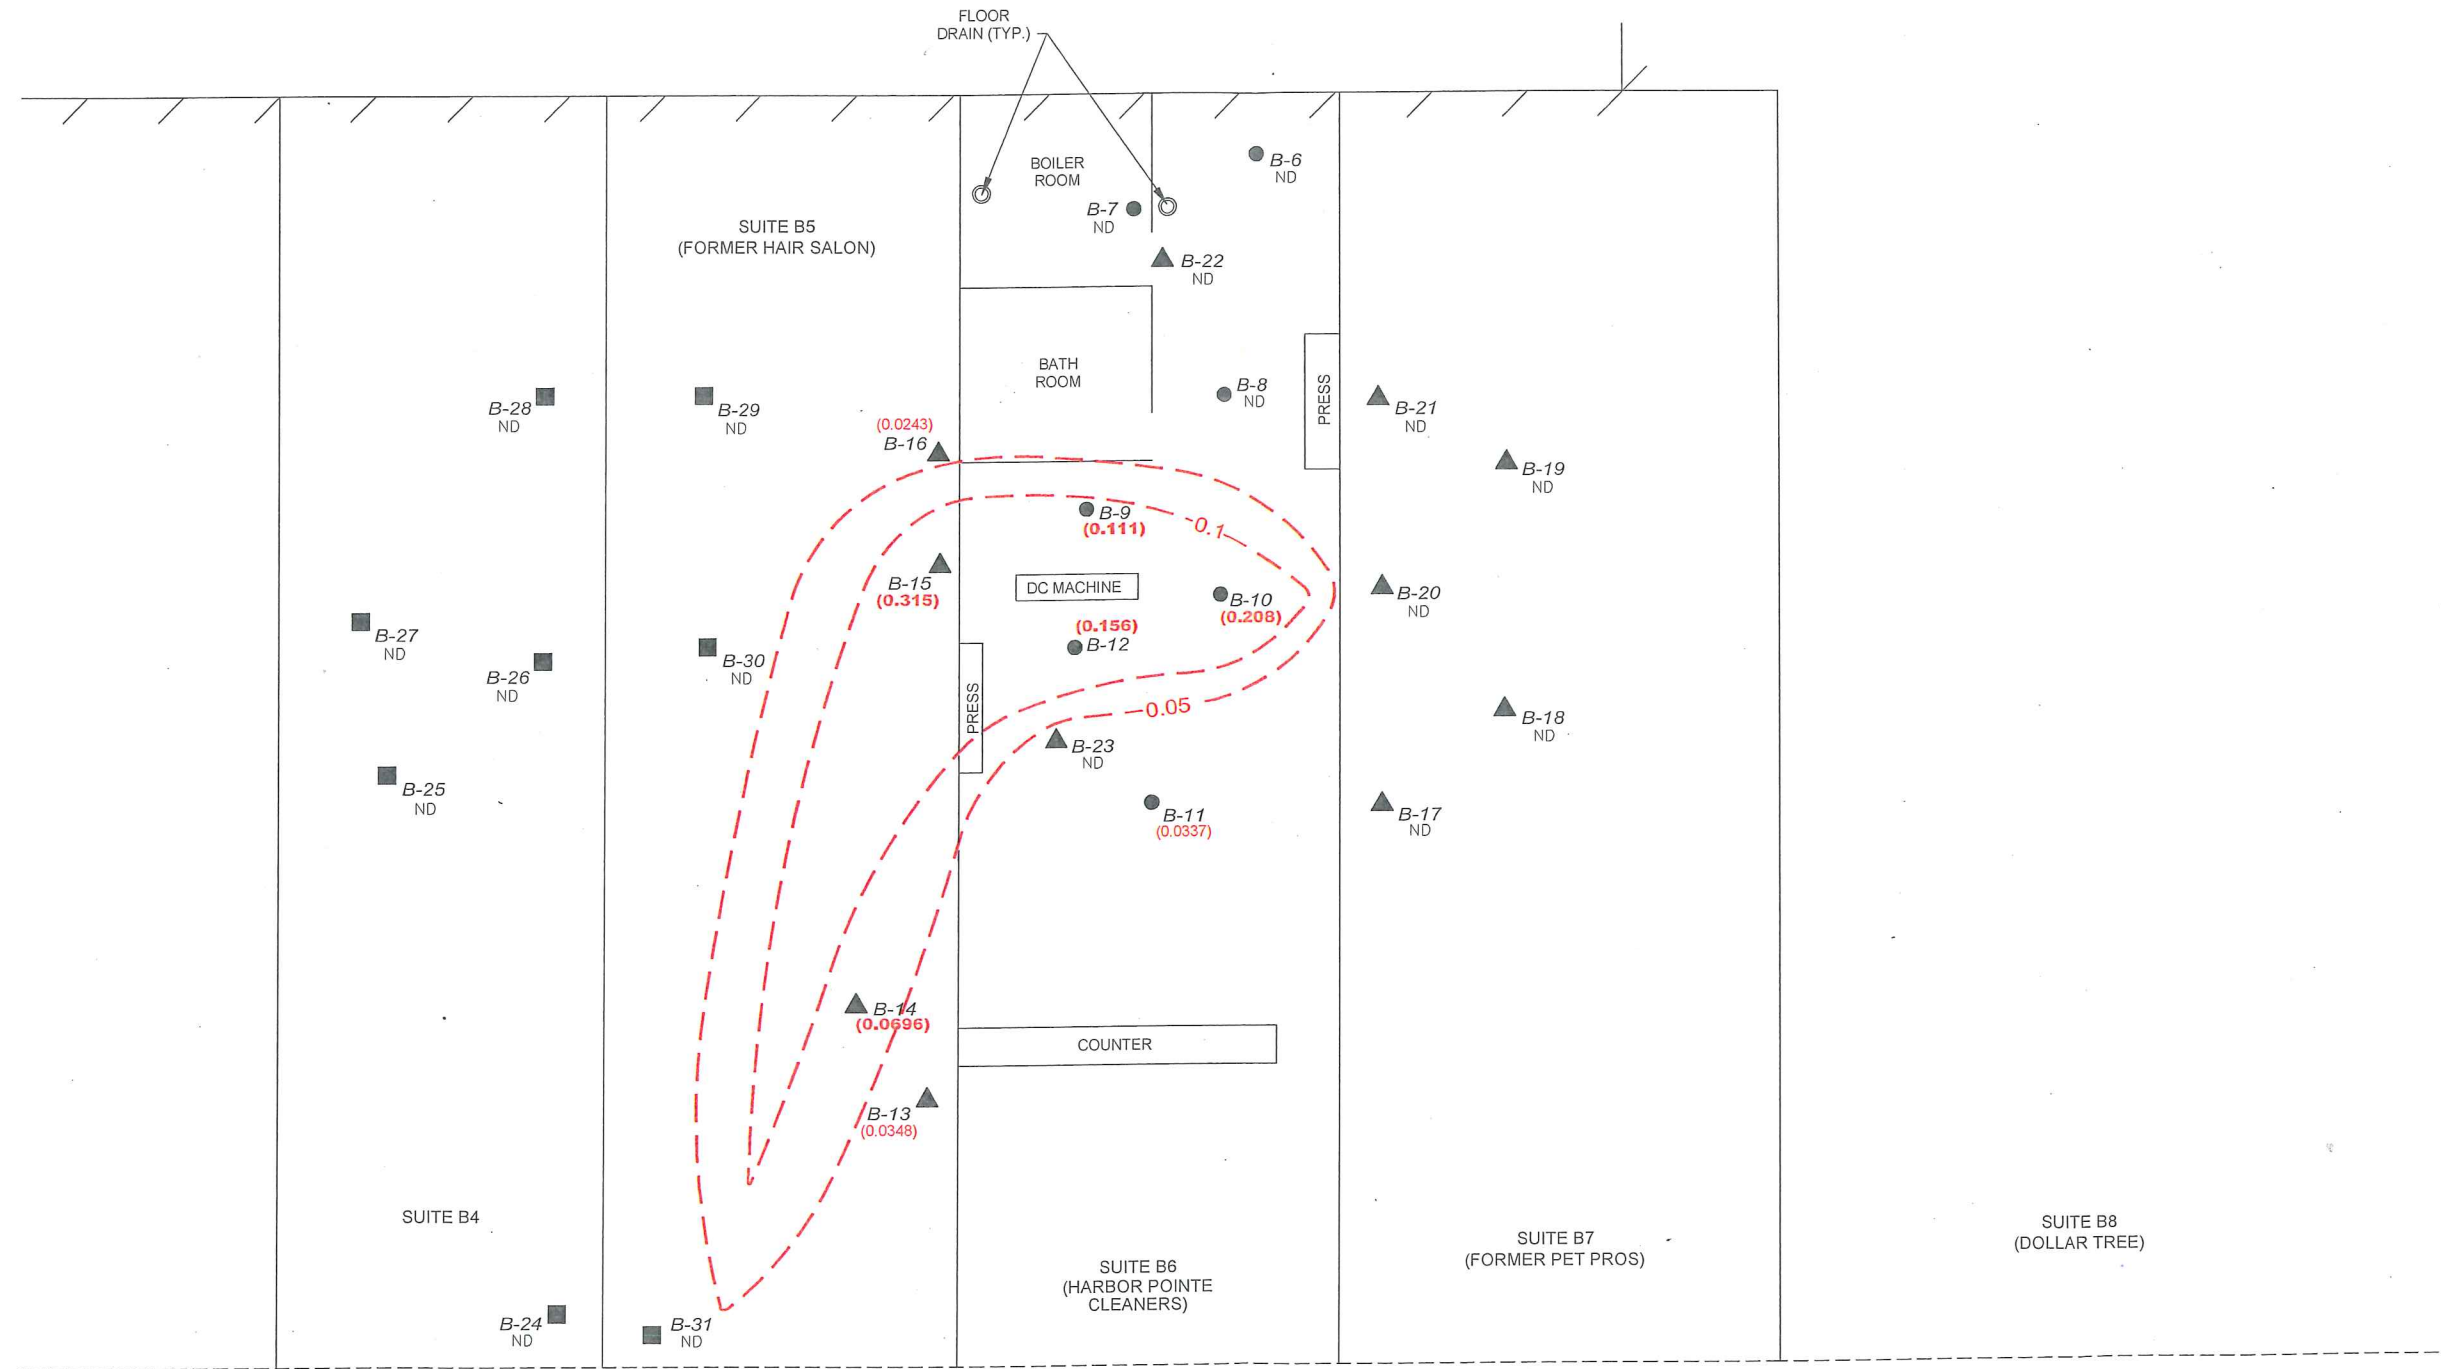 FLOOR
DRAIN (TYP.)
BOILER
ROOM
B-6
ND
B-7
ND
SUITE B5
(FORMER HAIR SALON)
B-22
ND
BATH
ROOM
PRESS
B-8
ND
B-28
ND
B-29
ND
B-21
ND
(0.0243)
B-16
B-19
ND
B-9
(0.111)
0.1
B-15
(0.315)
DC MACHINE
B-10
(0.208)
B-20
ND
B-27
ND
(0.156)
B-12
B-30
ND
B-26
ND
PRESS
0.05
B-18
ND
B-23
ND
B-25
ND
B-11
(0.0337)
B-17
ND
B-14
(0.0696)
COUNTER
B-13
(0.0348)
SUITE B4
SUITE B6
(HARBOR POINTE
CLEANERS)
SUITE B7
(FORMER PET PROS)
SUITE B8
(DOLLAR TREE)
B-24
ND
B-31
ND